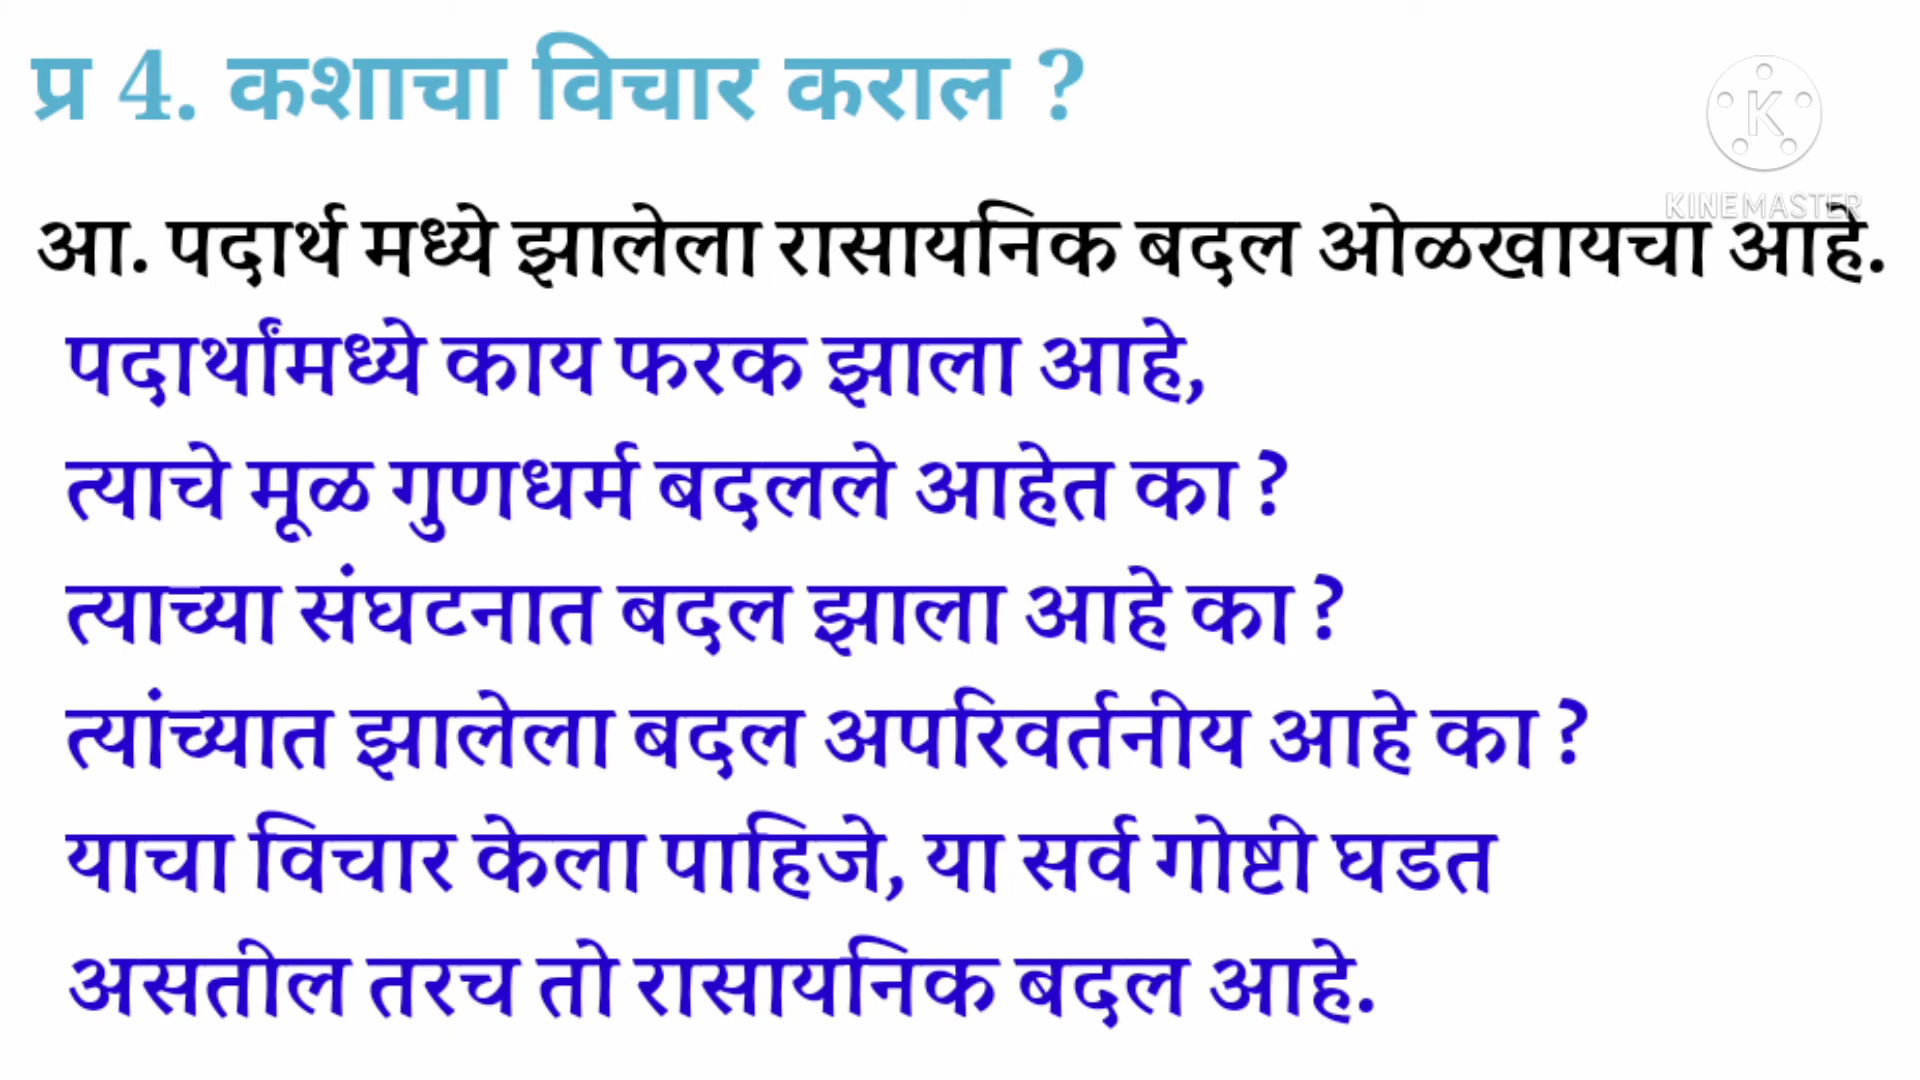 प्र 4. कशाचा विचार कराल ?
K
KINEMASTER
आ. पदार्थ मध्ये झालेला रासायनिक बदल ओळखायचा आहे.
पदार्थांमध्ये काय फरक झाला आहे,
त्याचे मूळ गुणधर्म बदलले आहेत का ?
त्याच्या संघटनात बदल झाला आहे का ?
त्यांच्यात झालेला बदल अपरिवर्तनीय आहे का ?
याचा विचार केला पाहिजे, या सर्व गोष्टी घडत
असतील तरच तो रासायनिक बदल आहे.